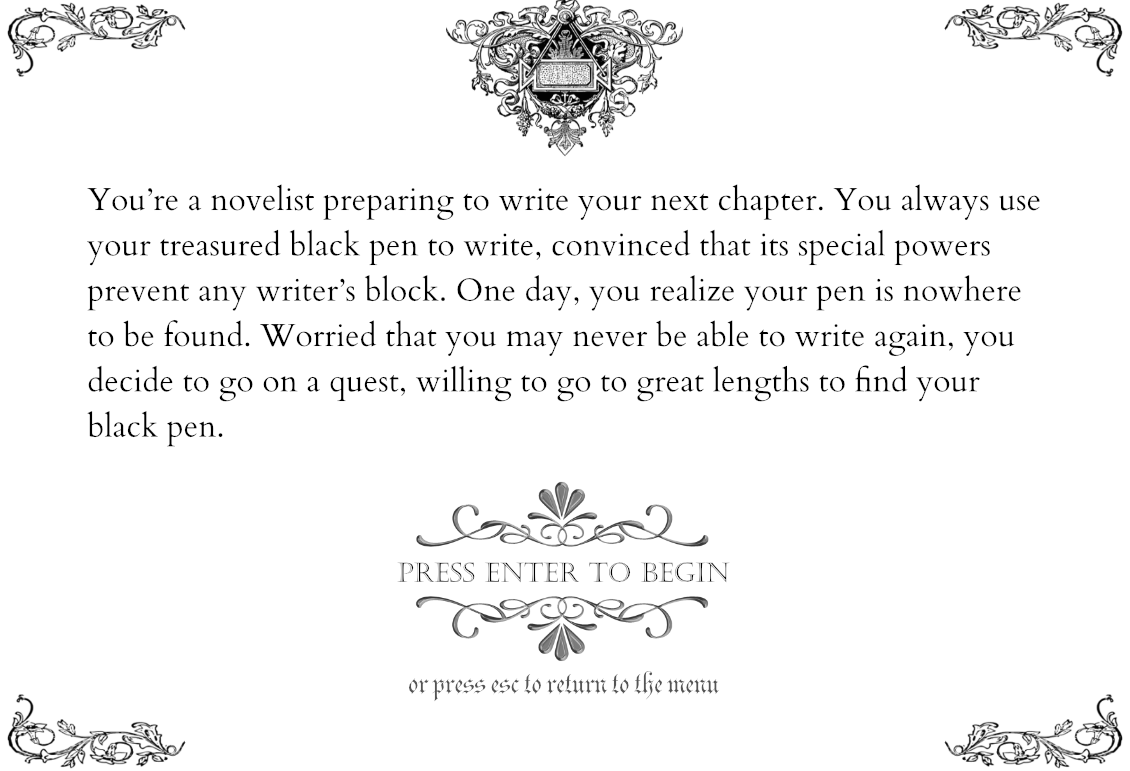 You’re a novelist preparing to write your next chapter. You always use
your treasured black pen to write, convinced that its special powers
prevent any writer’s block. One day, you realize your pen is nowhere
to be found. Worried that you may never be able to write again, you
decide to go on a quest, willing to go to great lengths to find your
black pen.
PRESS ENTER TO BEGIN
or press esc to return to the menu